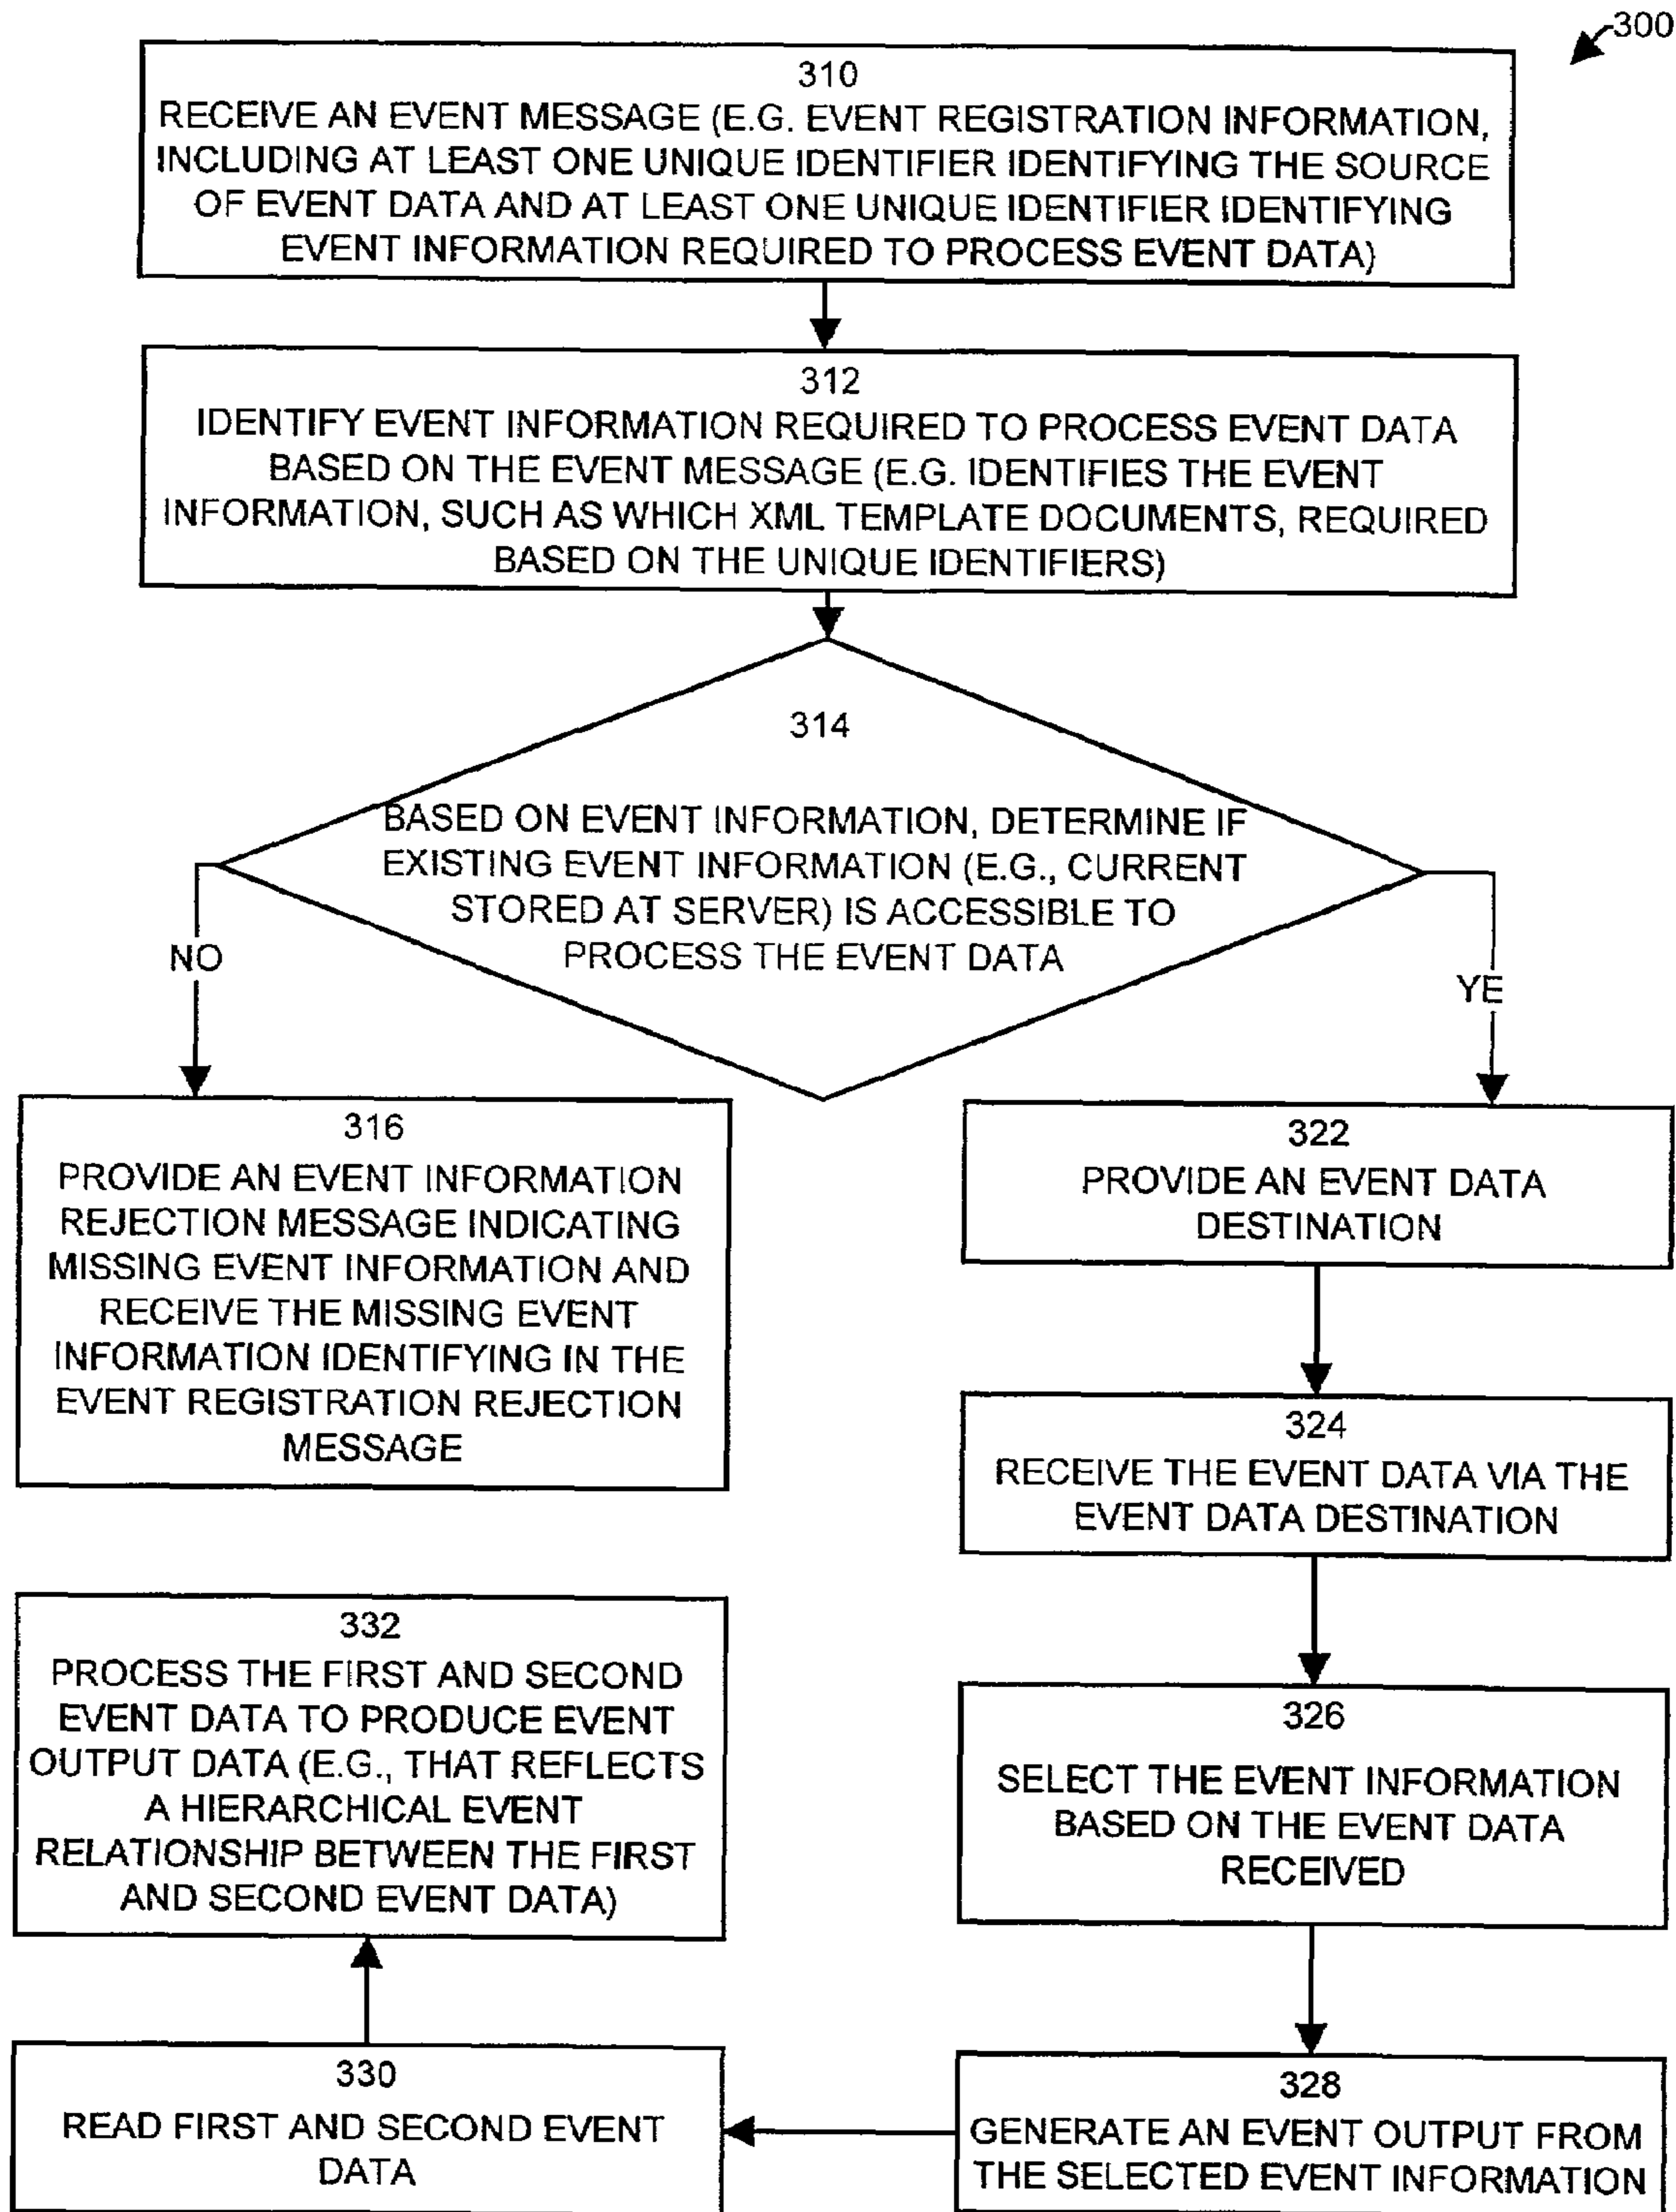 300
310
RECEIVE AN EVENT MESSAGE (E.G. EVENT REGISTRATION INFORMATION,
INCLUDING AT LEAST ONE UNIQUE IDENTIFIER IDENTIFYING THE SOURCE
OF EVENT DATA AND AT LEAST ONE UNIQUE IDENTIFIER IDENTIFYING
EVENT INFORMATION REQUIRED TO PROCESS EVENT DATA)
312
IDENTIFY EVENT INFORMATION REQUIRED TO PROCESS EVENT DATA
BASED ON THE EVENT MESSAGE (E.G. IDENTIFIES THE EVENT
INFORMATION, SUCH AS WHICH XML TEMPLATE DOCUMENTS, REQUIRED
BASED ON THE UNIQUE IDENTIFIERS)
314
BASED ON EVENT INFORMATION, DETERMINE IF
EXISTING EVENT INFORMATION (E.G., CURRENT
STORED AT SERVER) IS ACCESSIBLE TO
PROCESS THE EVENT DATA
NO
YE
316
PROVIDE AN EVENT INFORMATION
REJECTION MESSAGE INDICATING
MISSING EVENT INFORMATION AND
RECEIVE THE MISSING EVENT
INFORMATION IDENTIFYING IN THE
EVENT REGISTRATION REJECTION
MESSAGE
322
PROVIDE AN EVENT DATA
DESTINATION
324
RECEIVE THE EVENT DATA VIA THE
EVENT DATA DESTINATION
326
SELECT THE EVENT INFORMATION
BASED ON THE EVENT DATA
RECEIVED
328
GENERATE AN EVENT OUTPUT FROM
THE SELECTED EVENT INFORMATION
330
READ FIRST AND SECOND EVENT
DATA
332
PROCESS THE FIRST AND SECOND
EVENT DATA TO PRODUCE EVENT
OUTPUT DATA (E.G., THAT REFLECTS
A HIERARCHICAL EVENT
RELATIONSHIP BETWEEN THE FIRST
AND SECOND EVENT DATA)